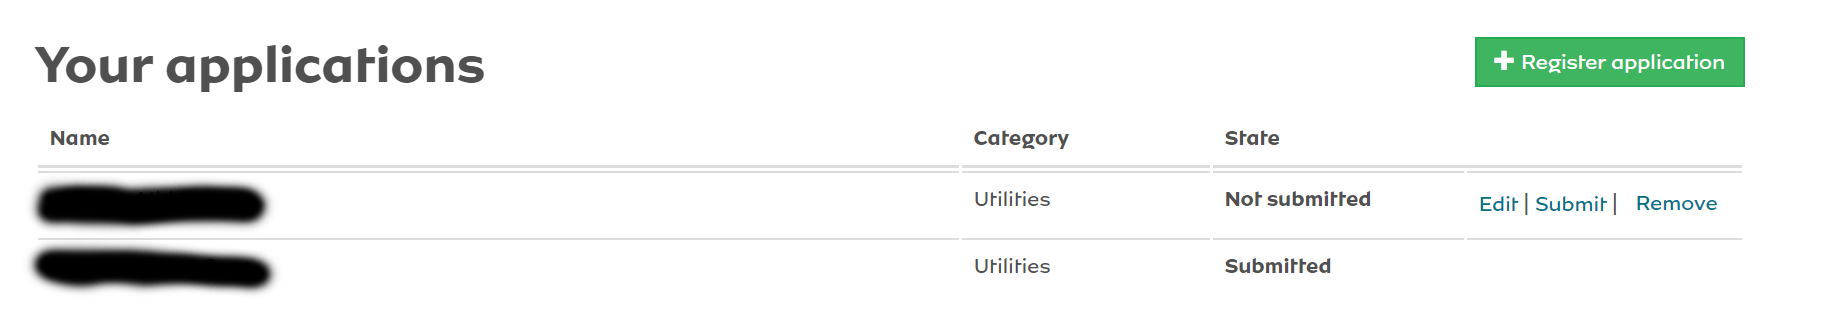 Your applications
+ Register application
Name Category State
Utilities Not submitted Edit | Submit | Remove
Utilities Submitted